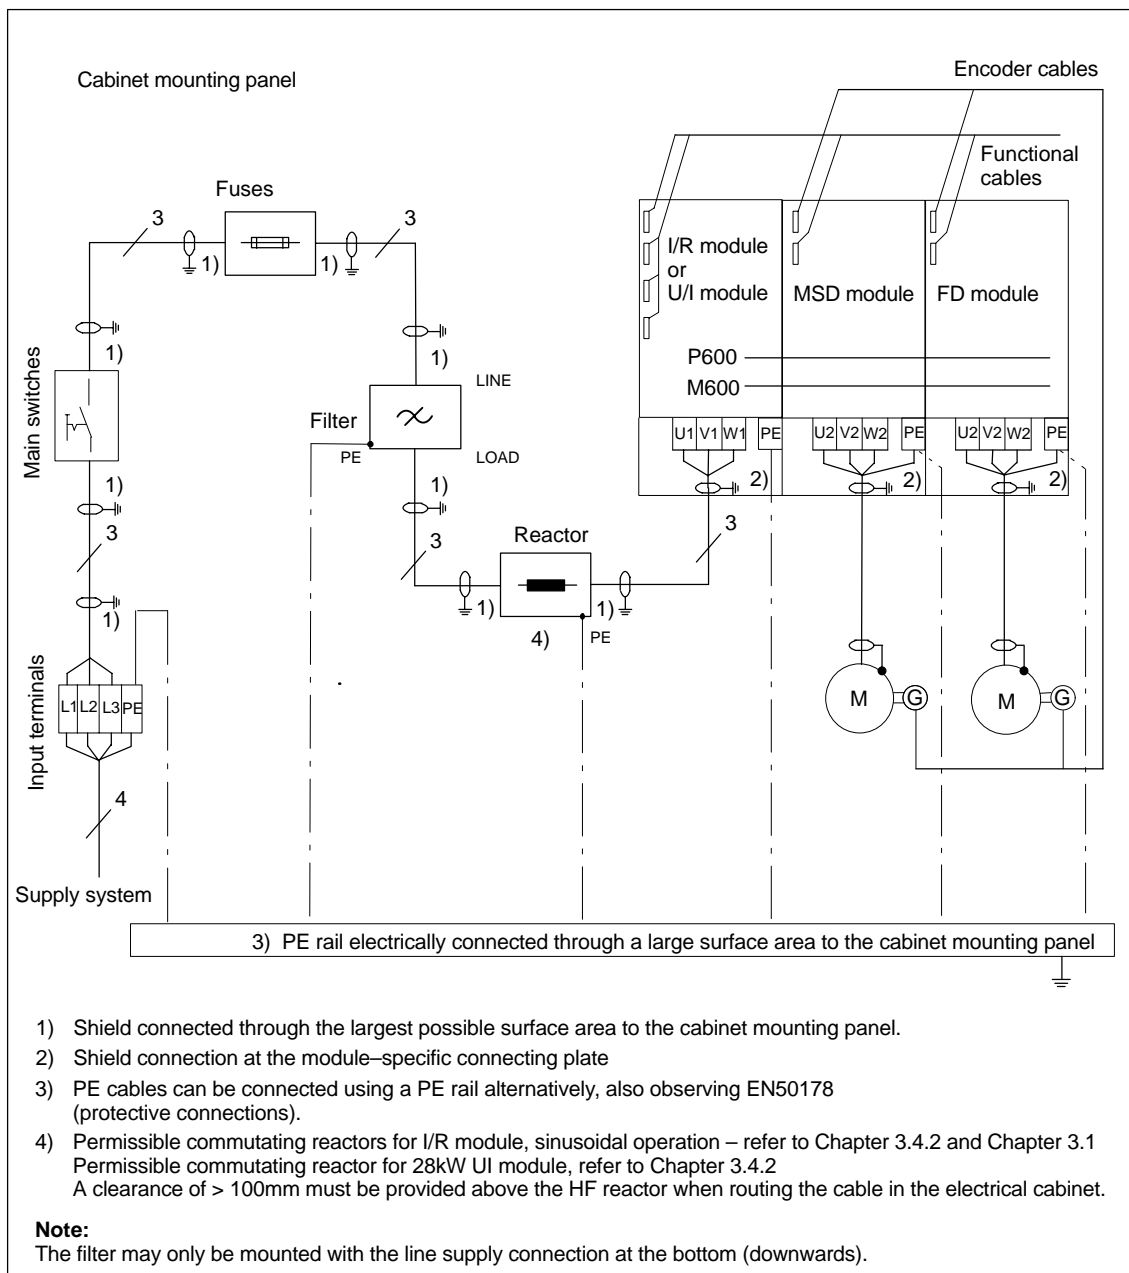 Cabinet mounting panel
Encoder cables
Functional
cables
Fuses
3
1)
1)
3
1)
Main switches
1)
3
1)
Input terminals
L1 L2 L3 PE
4
Supply system
1)
LINE
Filter
PE
LOAD
1)
3
Reactor
1)
1)
4)
PE
3
I/R module
or
U/I module
MSD module
FD module
P600
M600
U1 V1 W1 PE
U2 V2 W2 PE
U2 V2 W2 PE
2)
2)
2)
M
G
M
G
3) PE rail electrically connected through a large surface area to the cabinet mounting panel
1) Shield connected through the largest possible surface area to the cabinet mounting panel.
2) Shield connection at the module–specific connecting plate
3) PE cables can be connected using a PE rail alternatively, also observing EN50178
(protective connections).
4) Permissible commutating reactors for I/R module, sinusoidal operation – refer to Chapter 3.4.2 and Chapter 3.1
Permissible commutating reactor for 28kW UI module, refer to Chapter 3.4.2
A clearance of > 100mm must be provided above the HF reactor when routing the cable in the electrical cabinet.
Note:
The filter may only be mounted with the line supply connection at the bottom (downwards).